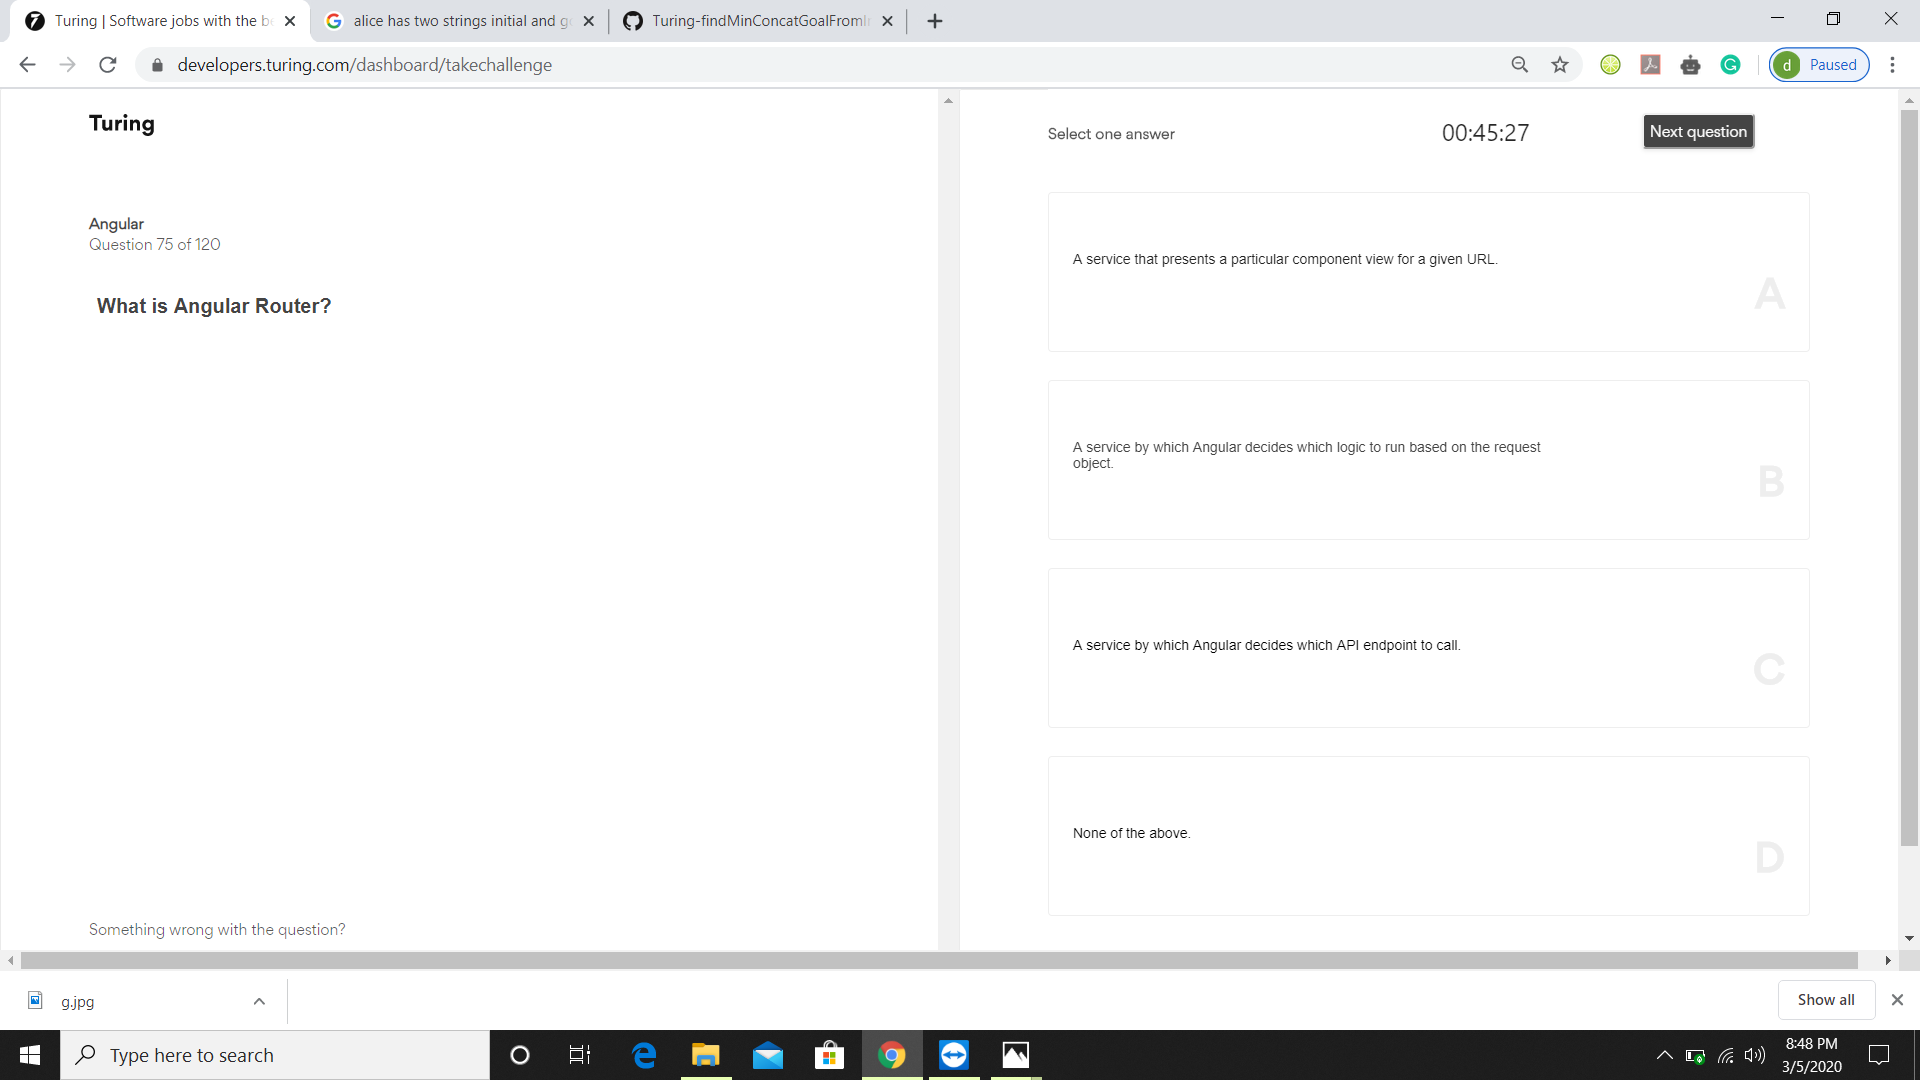 Turing | Software jobs with the b
alice has two strings initial and g
Turing-findMinConcatGoalFromI
developers.turing.com/dashboard/takechallenge
d Paused
Turing
Select one answer
00:45:27
Next question
Angular
Question 75 of 120
What is Angular Router?
A service that presents a particular component view for a given URL.
A
A service by which Angular decides which logic to run based on the request
object.
B
A service by which Angular decides which API endpoint to call.
C
None of the above.
D
Something wrong with the question?
g.jpg
Show all
Type here to search
8:48 PM
3/5/2020